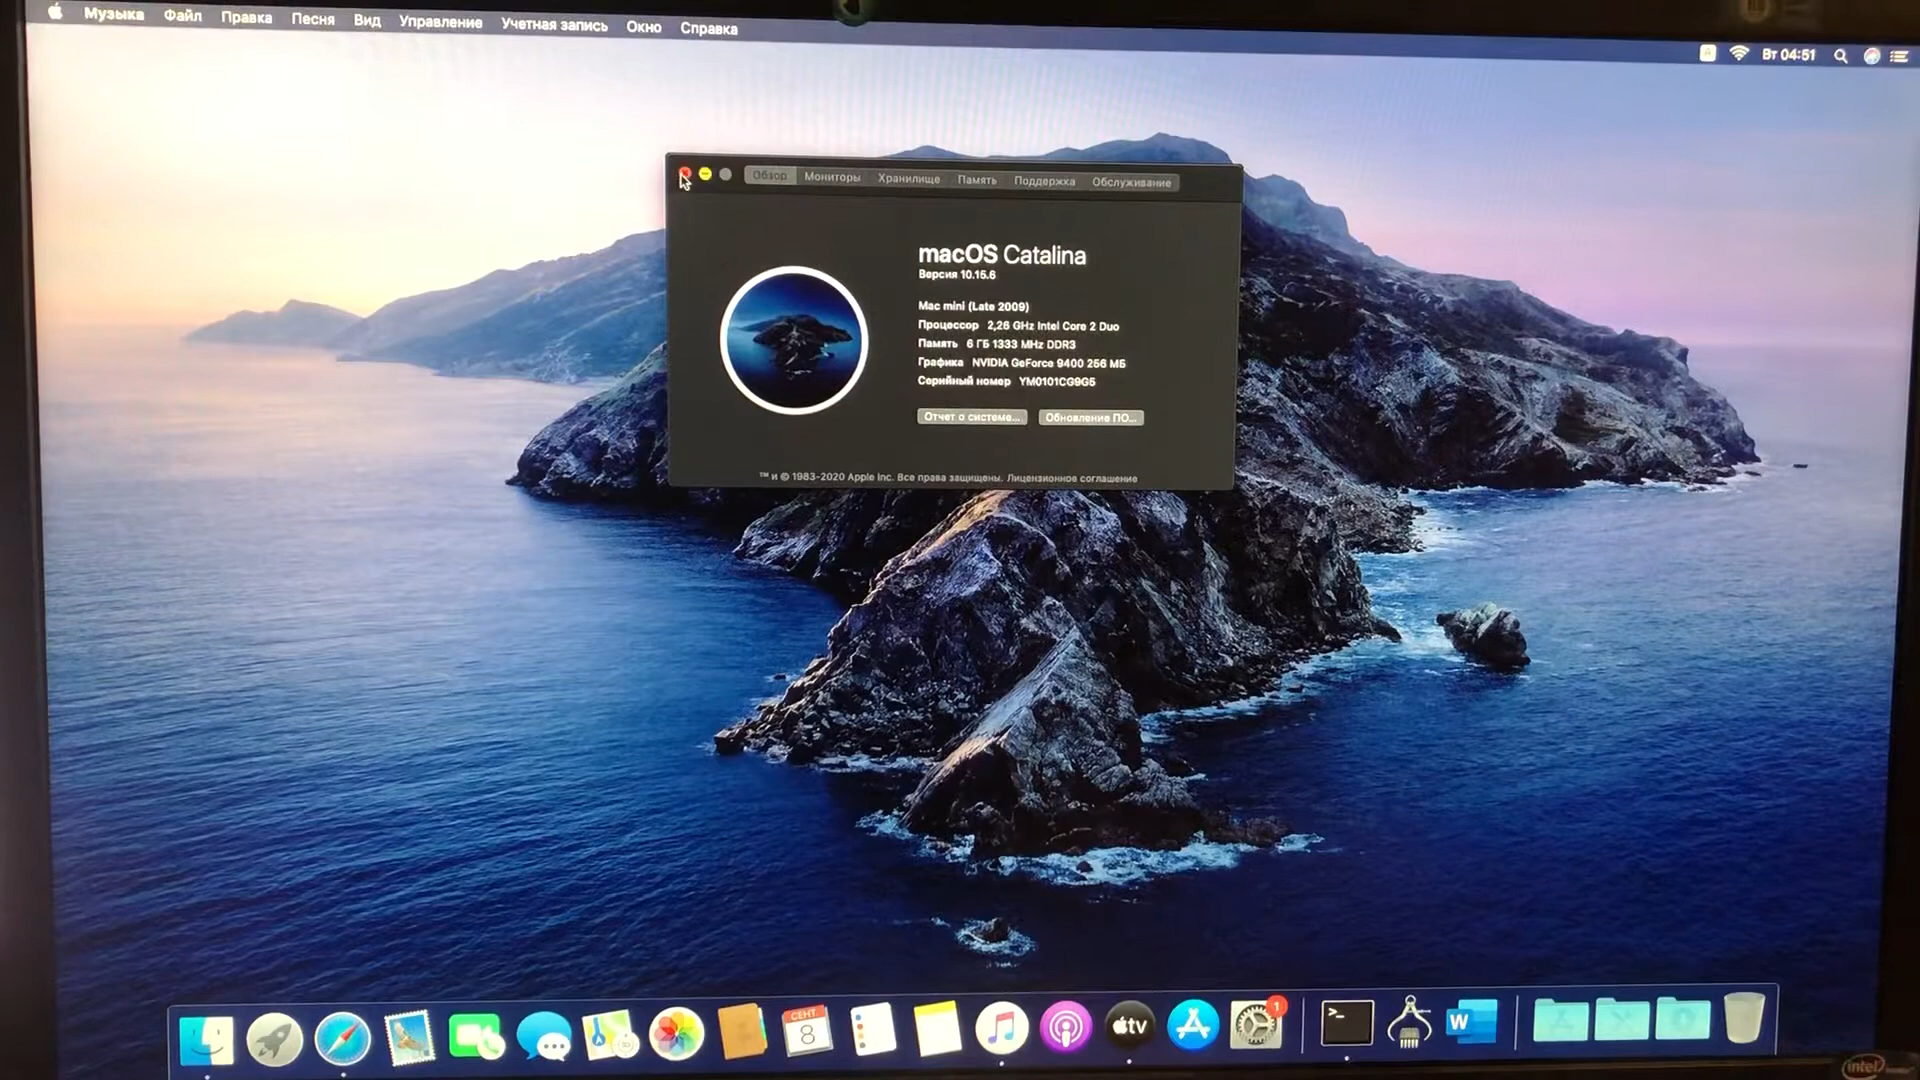 Музыка Файл Правка Песня Вид Управление Учетная запись Окно Справка
Вт 04:51
Обзор Мониторы Хранилище Память Поддержка Обслуживание
macOS Catalina
Версия 10.15.6
Mac mini (Late 2009)
Процессор 2,26 GHz Intel Core 2 Duo
Память 6 ГБ 1333 MHz DDR3
Графика NVIDIA GeForce 9400 256 МБ
Серийный номер YM0101CG9G5
Отчет о системе... Обновление ПО...
™ и © 1983-2020 Apple Inc. Все права защищены. Лицензионное соглашение
СЕНТ.
8
tv
1
>_
W
intel